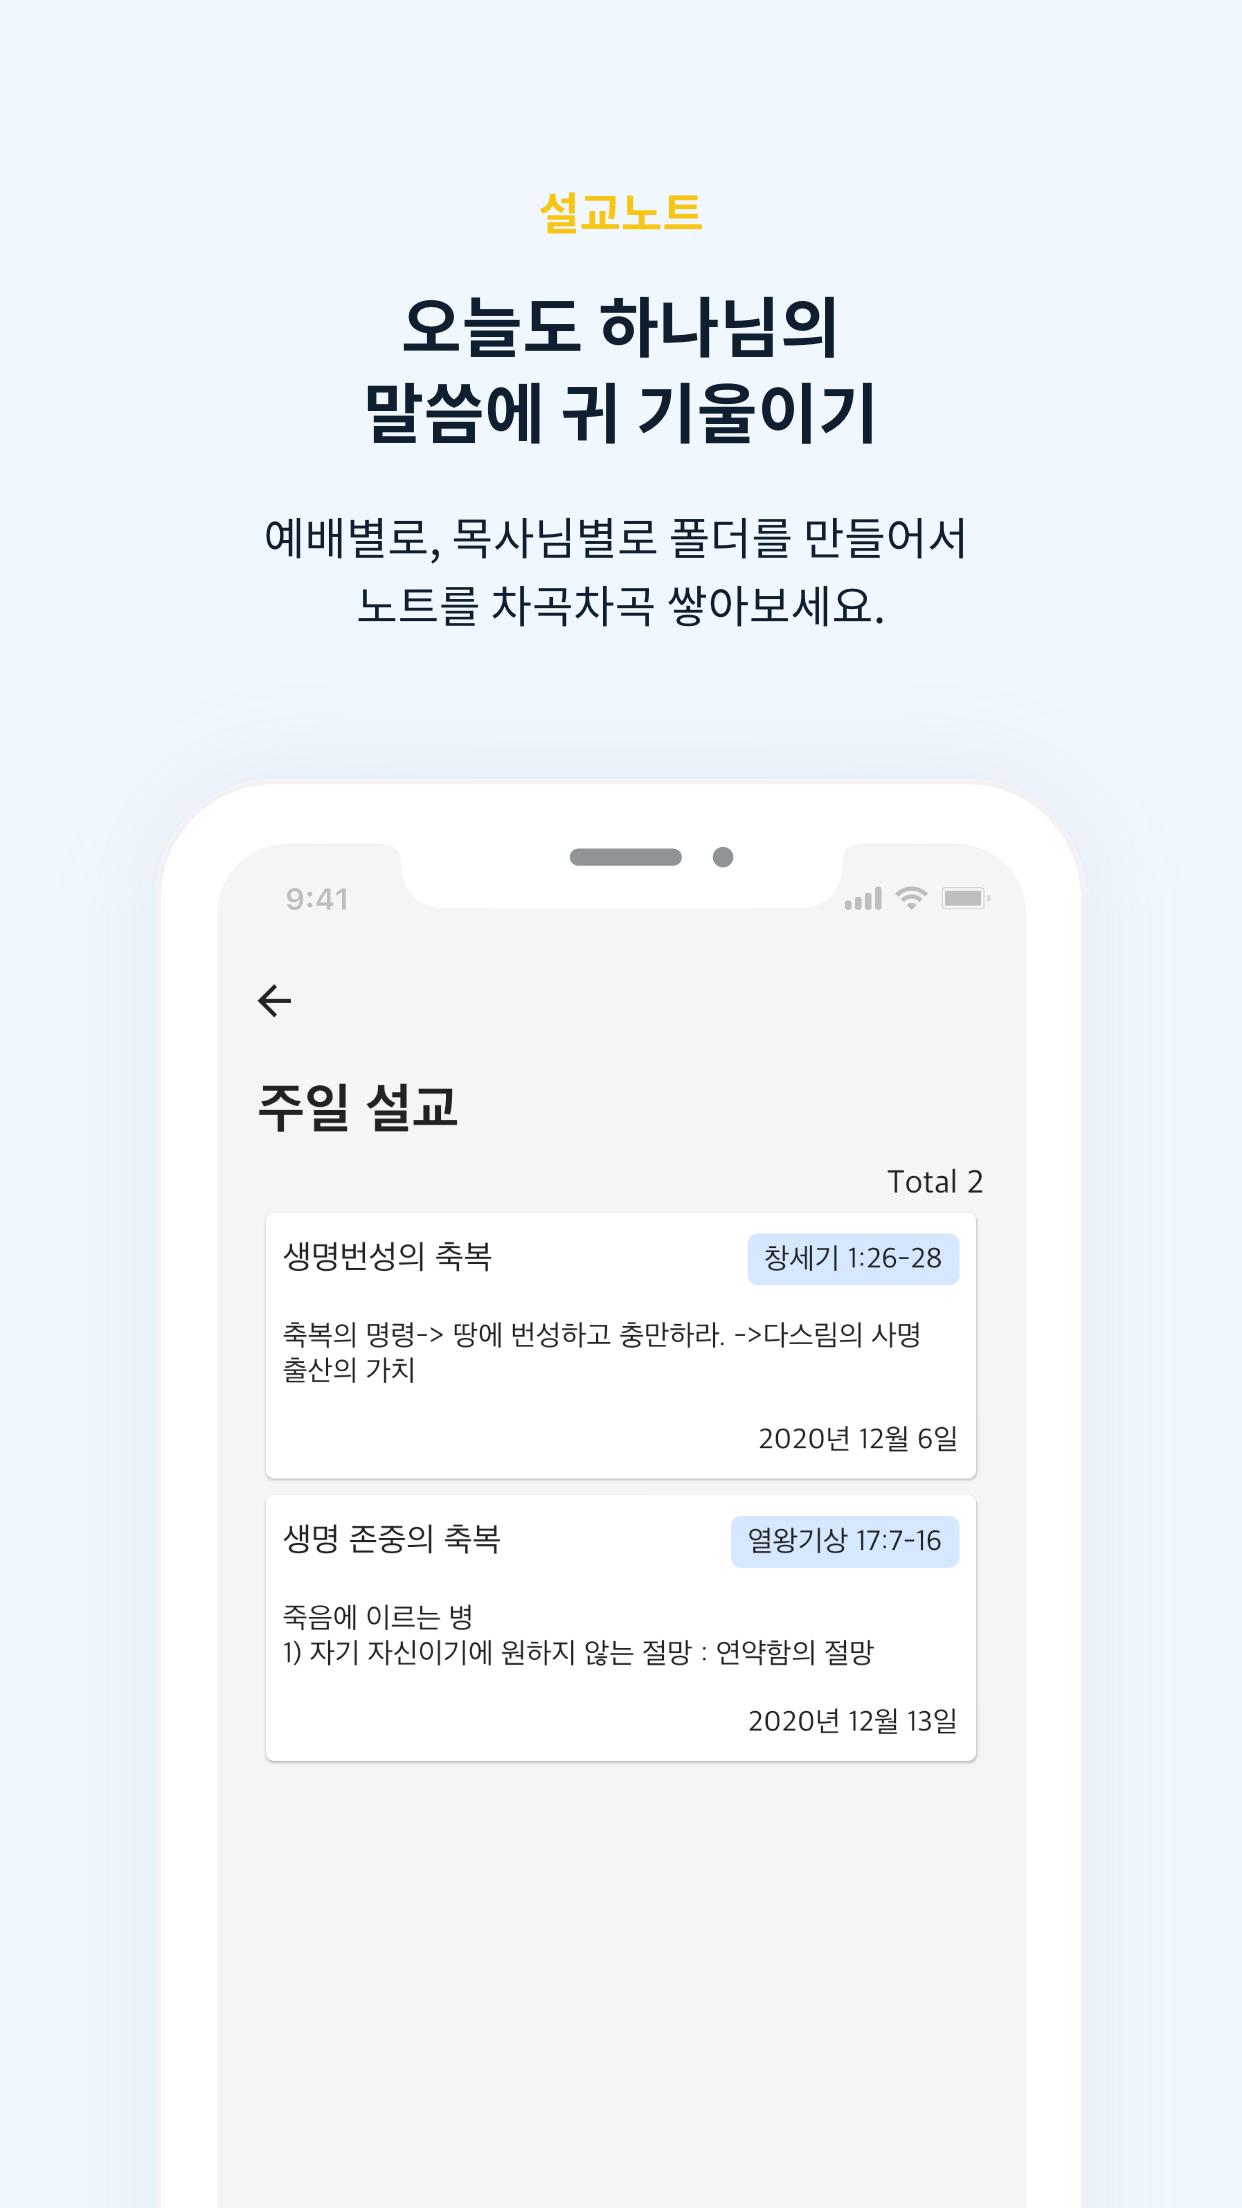 설교노트
오늘도 하나님의
말씀에 귀 기울이기
예배별로, 목사님별로 폴더를 만들어서
노트를 차곡차곡 쌓아보세요.
9:41
주일 설교
Total 2
생명번성의 축복
창세기 1:26-28
축복의 명령-> 땅에 번성하고 충만하라. ->다스림의 사명
출산의 가치
2020년 12월 6일
생명 존중의 축복
열왕기상 17:7-16
죽음에 이르는 병
1) 자기 자신이기에 원하지 않는 절망 : 연약함의 절망
2020년 12월 13일